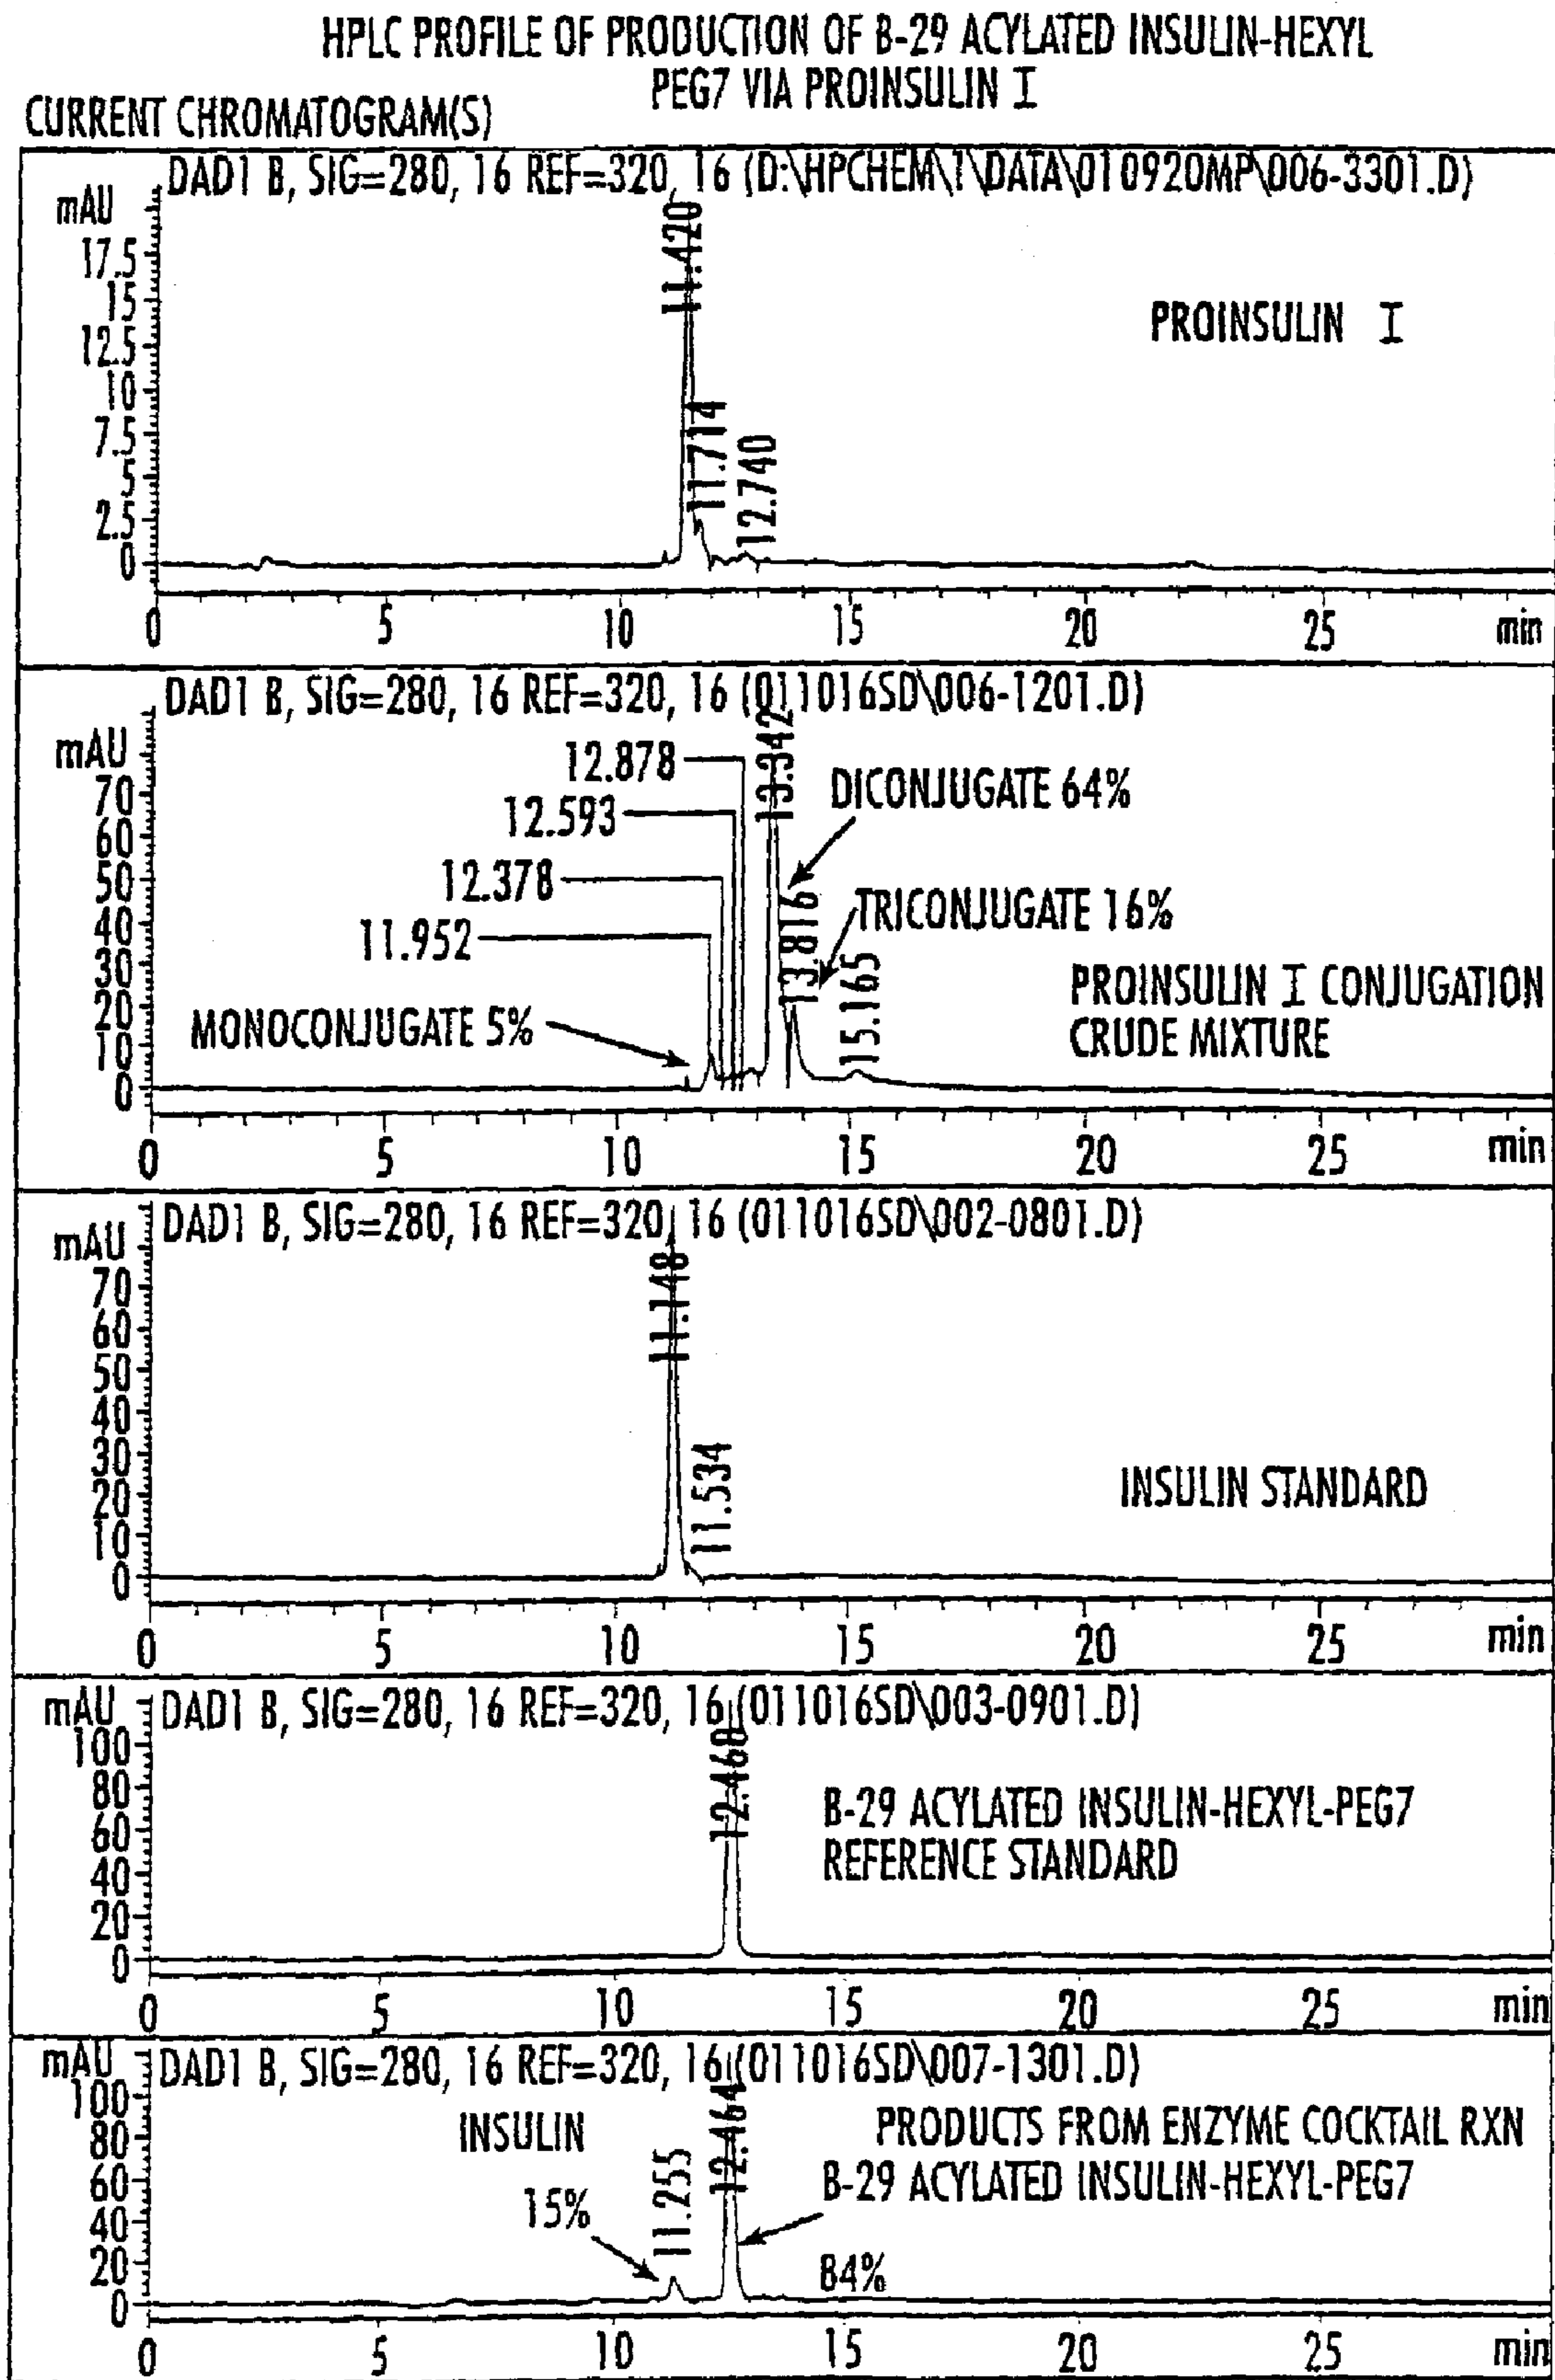 HPLC PROFILE OF PRODUCTION OF B-29 ACYLATED INSULIN-HEXYL
PEG7 VIA PROINSULIN I
CURRENT CHROMATOGRAM(S)
DAD1 B, SIG=280, 16 REF=320, 16 (D:\HPCHEM\1\DATA\010920MP\006-3301.D)
mAU
17.5
15
12.5
10
7.5
5
2.5
0
11.420
11.714
12.740
PROINSULIN I
0 5 10 15 20 25 min
DAD1 B, SIG=280, 16 REF=320, 16 (011016SD\006-1201.D)
mAU
70
60
50
40
30
20
10
0
12.878
12.593
12.378
11.952
MONOCONJUGATE 5%
13.342
DICONJUGATE 64%
13.816
TRICONJUGATE 16%
15.165
PROINSULIN I CONJUGATION
CRUDE MIXTURE
0 5 10 15 20 25 min
DAD1 B, SIG=280, 16 REF=320, 16 (011016SD\002-0801.D)
mAU
70
60
50
40
30
20
10
0
11.148
11.534
INSULIN STANDARD
0 5 10 15 20 25 min
mAU
DAD1 B, SIG=280, 16 REF=320, 16 (011016SD\003-0901.D)
100
80
60
40
20
0
12.468
B-29 ACYLATED INSULIN-HEXYL-PEG7
REFERENCE STANDARD
0 5 10 15 20 25 min
mAU
DAD1 B, SIG=280, 16 REF=320, 16 (011016SD\007-1301.D)
100
80
60
40
20
0
INSULIN
15%
11.255
12.464
PRODUCTS FROM ENZYME COCKTAIL RXN
B-29 ACYLATED INSULIN-HEXYL-PEG7
84%
0 5 10 15 20 25 min